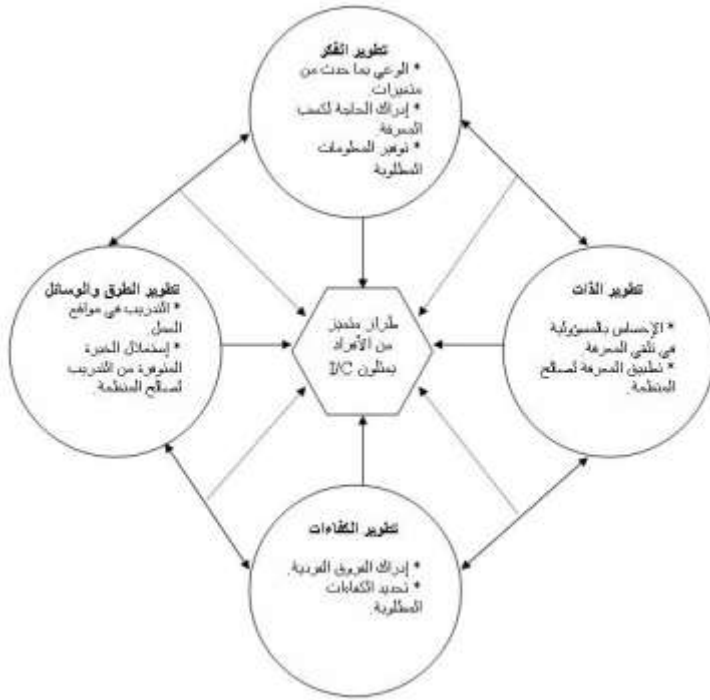 تطوير الفكر
* الوعي بما حدث من
متغيرات.
* إدراك الحاجة لكسب
المعرفة.
* توفير المعلومات
المطلوبة
تطوير الذات
* الإحساس بالمسؤولية
في تلقي المعرفة
* تطبيق المعرفة لصالح
المنظمة.
طراز متميز
من الأفراد
يمثلون I/C
تطوير الطرق والوسائل
* التدريب في مواقع
العمل
* إستغلال الخبرة
المتوفرة من التدريب
لصالح المنظمة.
تطوير الكفاءات
* إدراك الفروق الفردية.
* تحديد الكفاءات
المطلوبة.